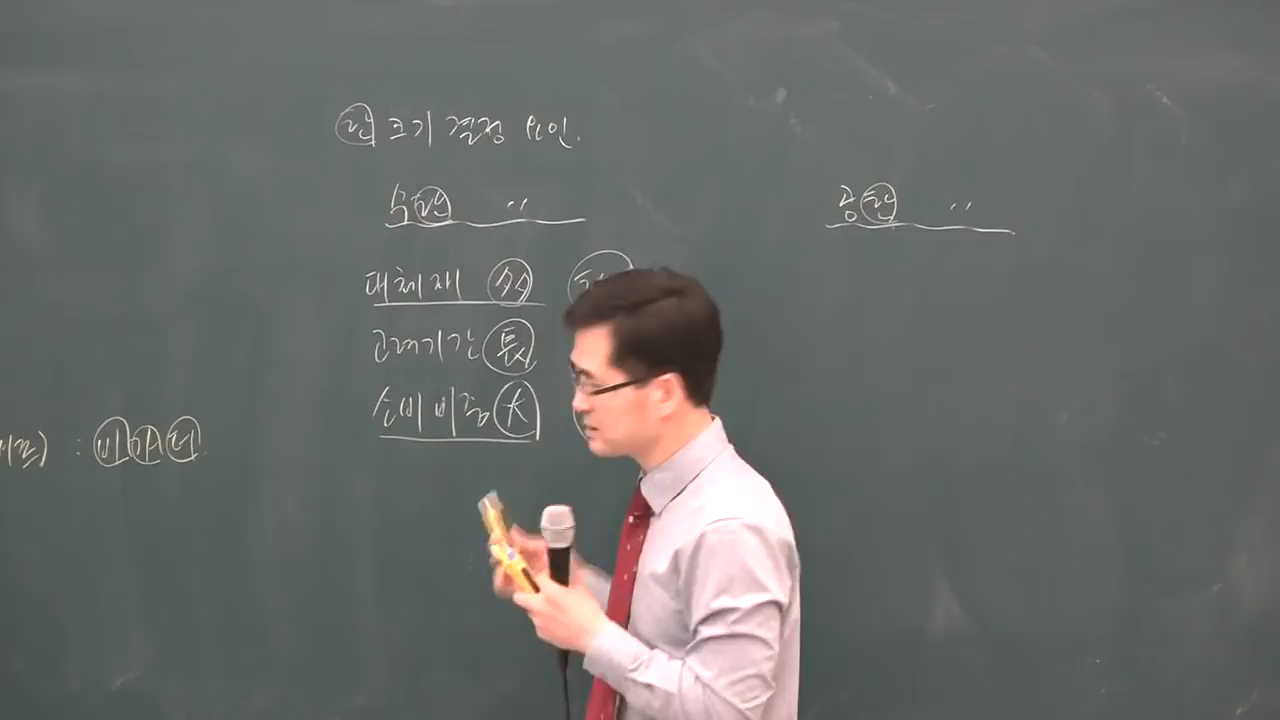 탄 크기 결정 요인.
수탄 〃
공탄 〃
대체재 多 탄
고려기간 長
소비 비중 大
: 비 탄